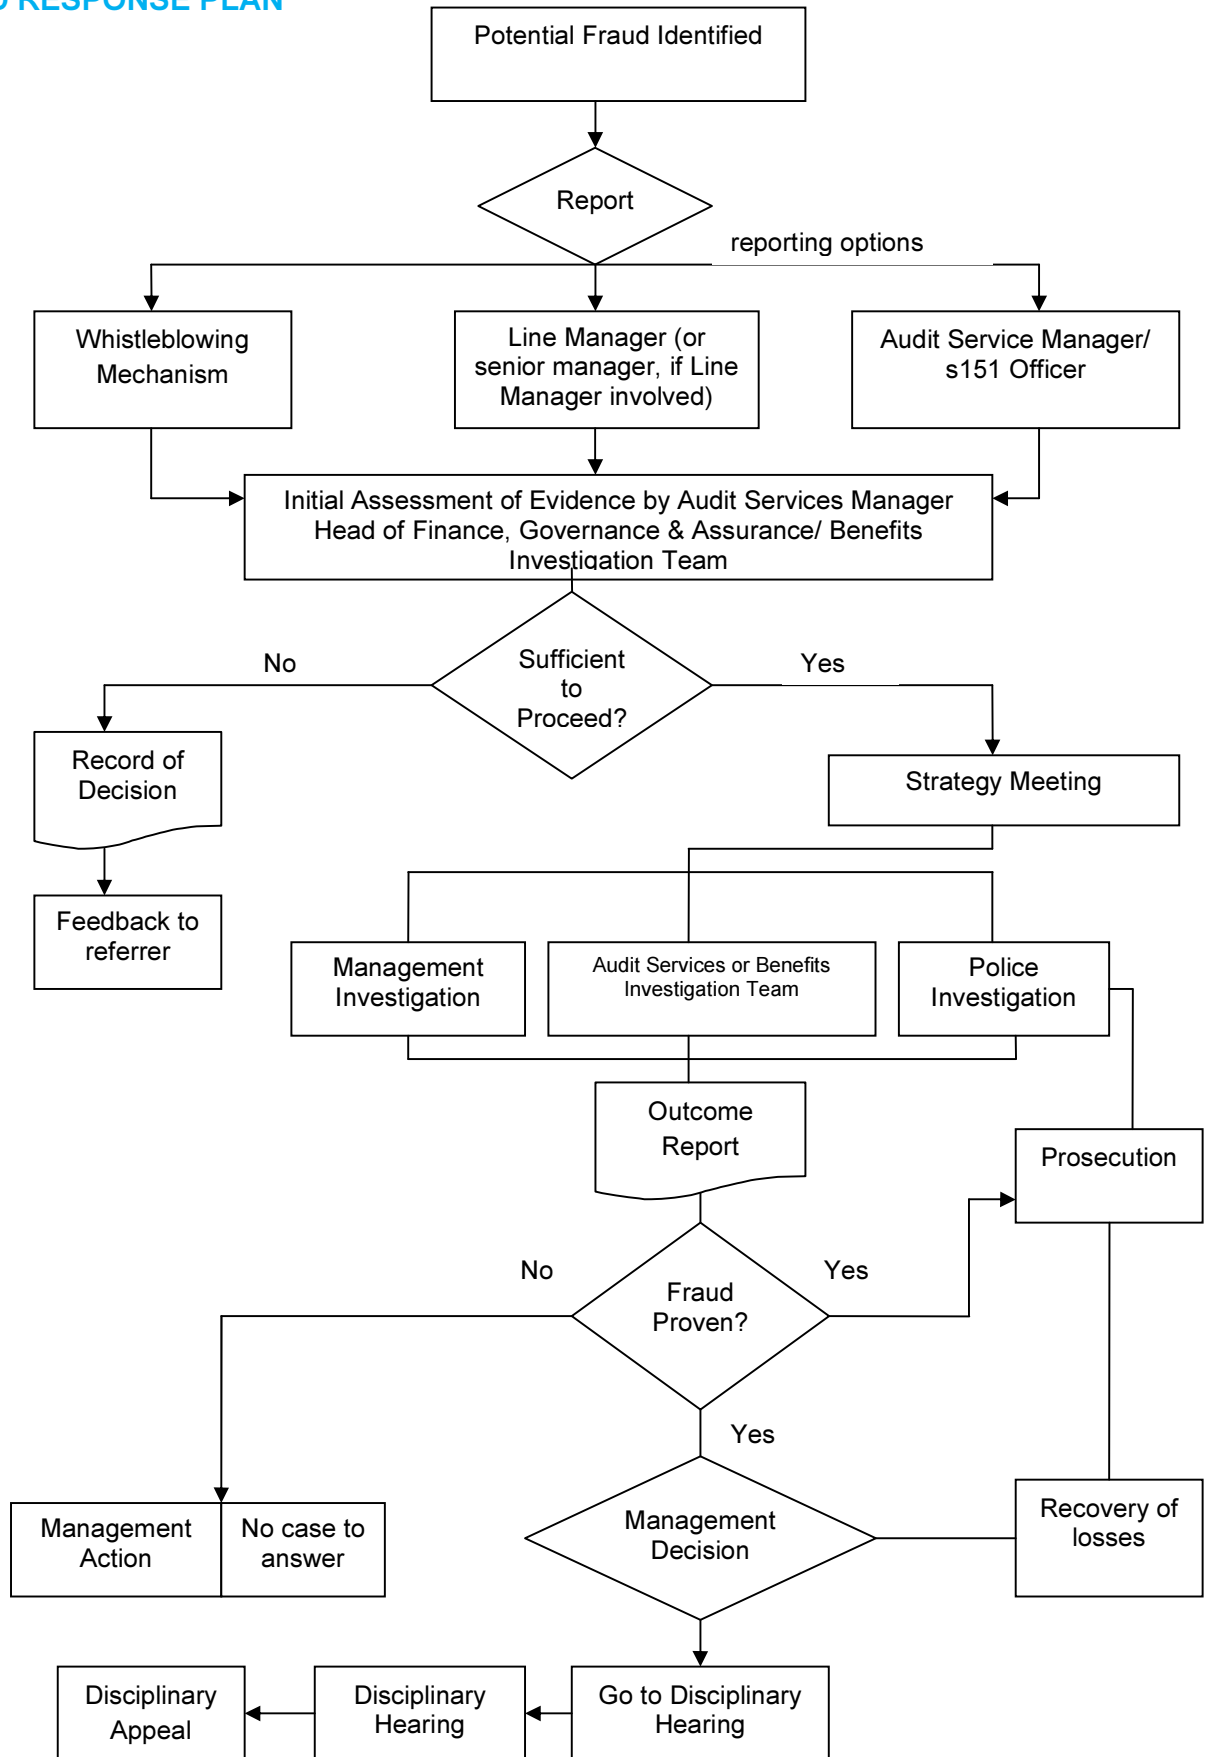 RESPONSE PLAN
Potential Fraud Identified
Report
reporting options
Whistleblowing
Mechanism
Line Manager (or
senior manager, if Line
Manager involved)
Audit Service Manager/
s151 Officer
Initial Assessment of Evidence by Audit Services Manager
Head of Finance, Governance & Assurance/ Benefits
Investigation Team
No
Sufficient
to
Proceed?
Yes
Record of
Decision
Strategy Meeting
Feedback to
referrer
Management
Investigation
Audit Services or Benefits
Investigation Team
Police
Investigation
Outcome
Report
Prosecution
No
Fraud
Proven?
Yes
Yes
Management
Action
No case to
answer
Management
Decision
Recovery of
losses
Disciplinary
Appeal
Disciplinary
Hearing
Go to Disciplinary
Hearing